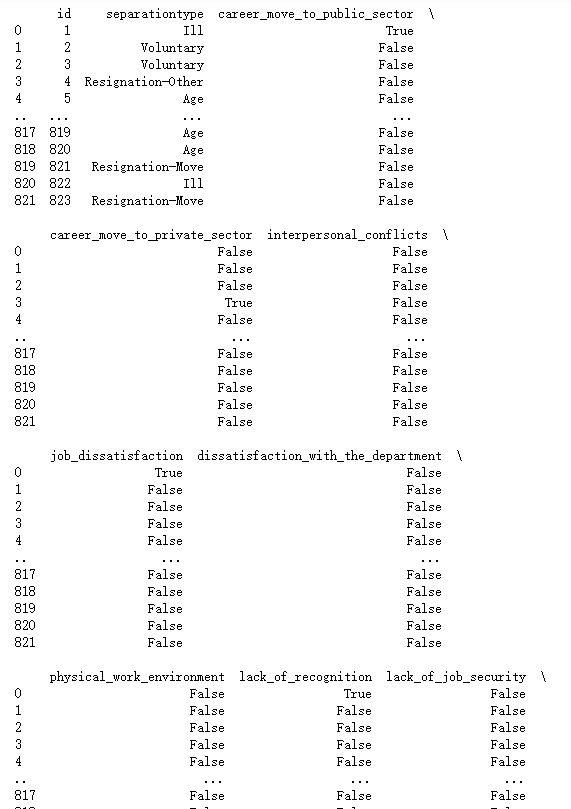 id separationtype career_move_to_public_sector \
0 1 Ill True
1 2 Voluntary False
2 3 Voluntary False
3 4 Resignation-Other False
4 5 Age False
.. ... ... ...
817 819 Age False
818 820 Age False
819 821 Resignation-Move False
820 822 Ill False
821 823 Resignation-Move False
career_move_to_private_sector interpersonal_conflicts \
0 False False
1 False False
2 False False
3 True False
4 False False
.. ... ...
817 False False
818 False False
819 False False
820 False False
821 False False
job_dissatisfaction dissatisfaction_with_the_department \
0 True False
1 False False
2 False False
3 False False
4 False False
.. ... ...
817 False False
818 False False
819 False False
820 False False
821 False False
physical_work_environment lack_of_recognition lack_of_job_security \
0 False True False
1 False False False
2 False False False
3 False False False
4 False False False
.. ... ... ...
817 False False False